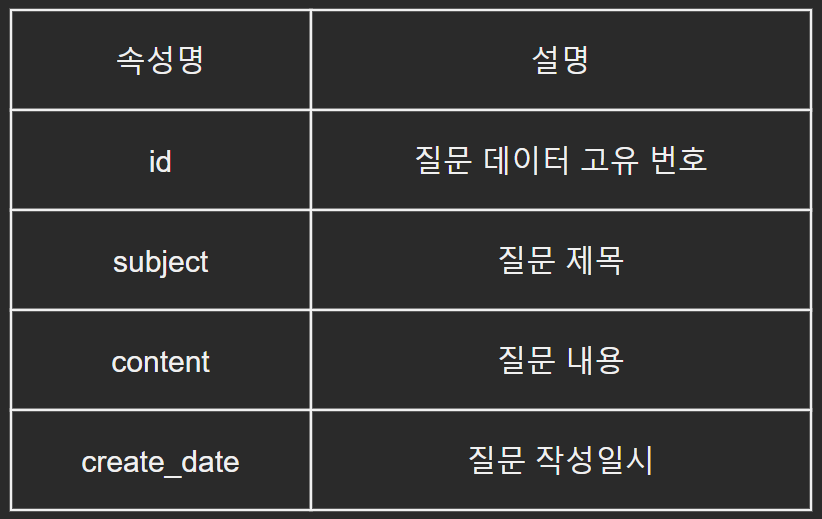 속성명 설명
id 질문 데이터 고유 번호
subject 질문 제목
content 질문 내용
create_date 질문 작성일시